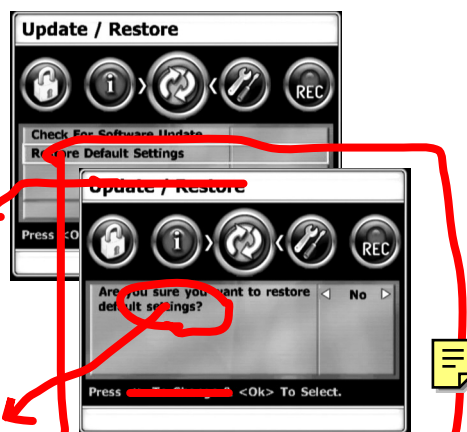 Update / Restore
i
REC
Check For Software Update
Restore Default Settings
Press
Update / Restore
i
REC
Are you sure you want to restore
default settings?
No
Press <Ok> To Select.